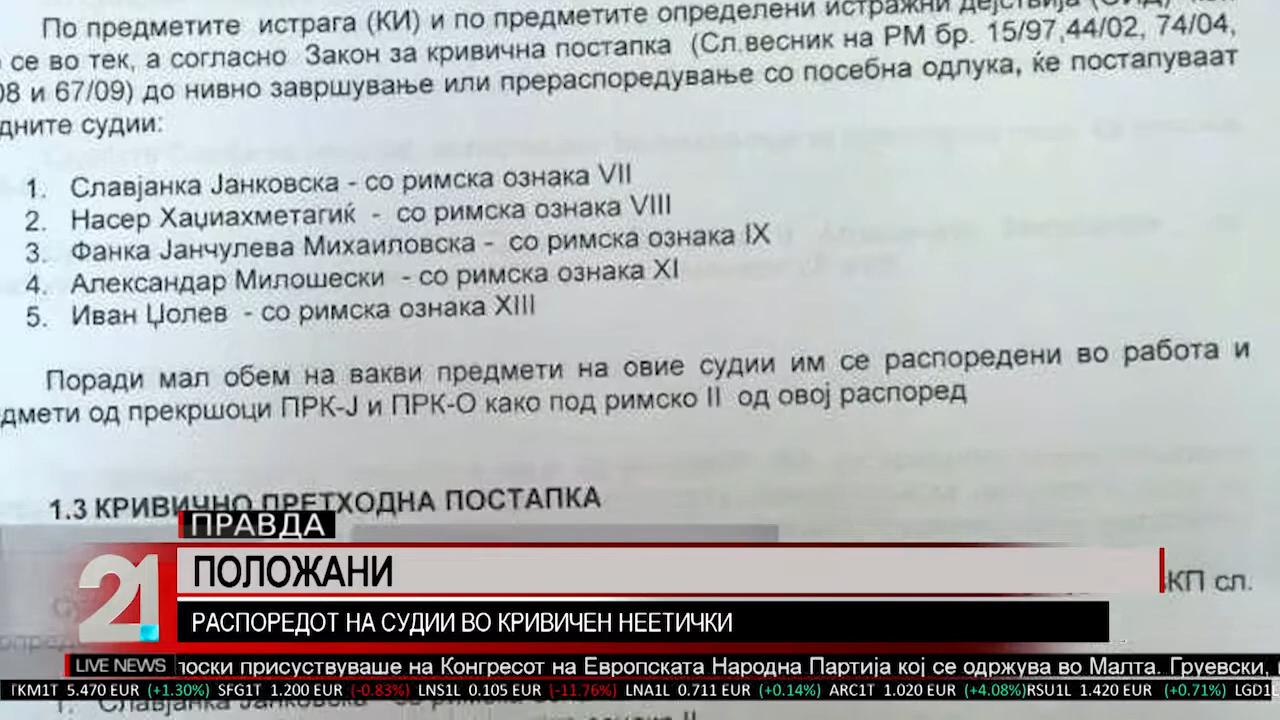 По предметите истрага (КИ) и по предметите определени истражни дејствија
се во тек, а согласно Закон за кривична постапка (Сл.весник на РМ бр. 15/97,44/02, 74/04,
08 и 67/09) до нивно завршување или прераспоредување со посебна одлука, ќе постапуваат
дните судии:
1. Славјанка Јанковска - со римска ознака VII
2. Насер Хаџиахметагиќ - со римска ознака VIII
3. Фанка Јанчулева Михаиловска - со римска ознака IX
4. Александар Милошески - со римска ознака XI
5. Иван Џолев - со римска ознака XIII
Поради мал обем на вакви предмети на овие судии им се распоредени во работа и
дмети од прекршоци ПРК-Ј и ПРК-О како под римско II од овој распоред
1.3 КРИВИЧНО ПРЕТХОДНА ПОСТАПКА
ПРАВДА
21
ПОЛОЖАНИ
ЗКП сл.
РАСПОРЕДОТ НА СУДИИ ВО КРИВИЧЕН НЕЕТИЧКИ
LIVE NEWS поски присуствуваше на Конгресот на Европската Народна Партија кој се одржува во Малта. Груевски,
TKM1T 5.470 EUR (+1.30%) SFG1T 1.200 EUR (-0.83%) LNS1L 0.105 EUR (-11.76%) LNA1L 0.711 EUR (+0.14%) ARC1T 1.020 EUR (+4.08%) RSU1L 1.420 EUR (+0.71%) LGD1L
1. Славјанка Јанковска